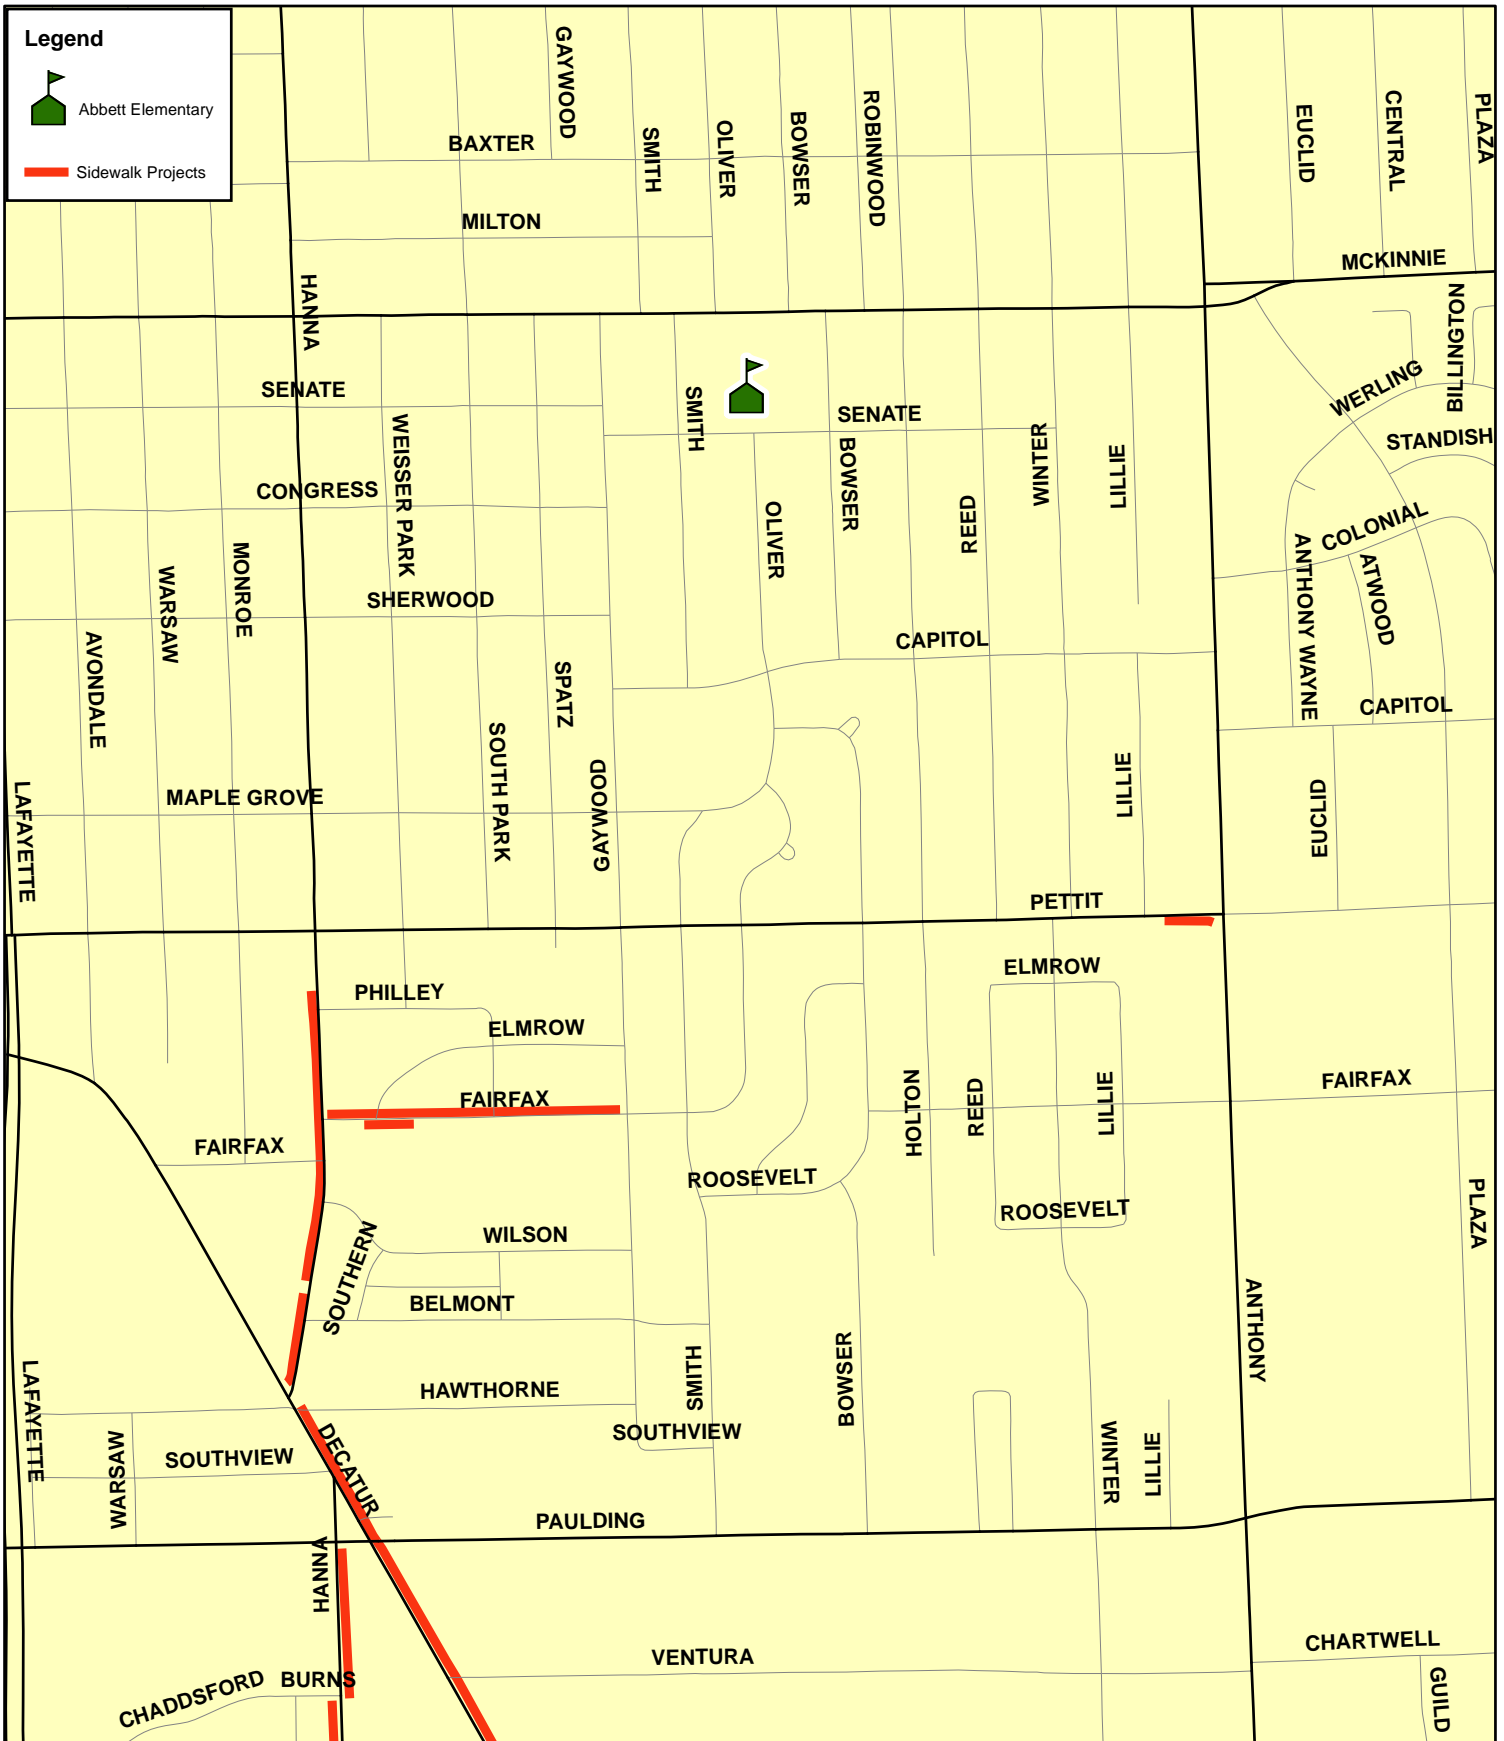 Legend
Abbett Elementary
Sidewalk Projects
GAYWOOD
BAXTER
SMITH
OLIVER
BOWSER
ROBINWOOD
EUCLID
CENTRAL
PLAZA
MILTON
MCKINNIE
HANNA
BILLINGTON
WERLING
SENATE
SMITH
SENATE
STANDISH
WEISSER PARK
BOWSER
WINTER
LILLIE
CONGRESS
REED
OLIVER
COLONIAL
ANTHONY WAYNE
ATWOOD
MONROE
WARSAW
SHERWOOD
CAPITOL
AVONDALE
SPATZ
CAPITOL
SOUTH PARK
GAYWOOD
LILLIE
EUCLID
LAFAYETTE
MAPLE GROVE
PETTIT
ELMROW
PHILLEY
ELMROW
FAIRFAX
HOLTON
REED
LILLIE
FAIRFAX
FAIRFAX
ROOSEVELT
ROOSEVELT
PLAZA
SOUTHERN
WILSON
BELMONT
ANTHONY
SMITH
BOWSER
LAFAYETTE
HAWTHORNE
SOUTHVIEW
WARSAW
SOUTHVIEW
DECATUR
WINTER
LILLIE
PAULDING
HANNA
VENTURA
CHARTWELL
CHADDSFORD
BURNS
GUILD